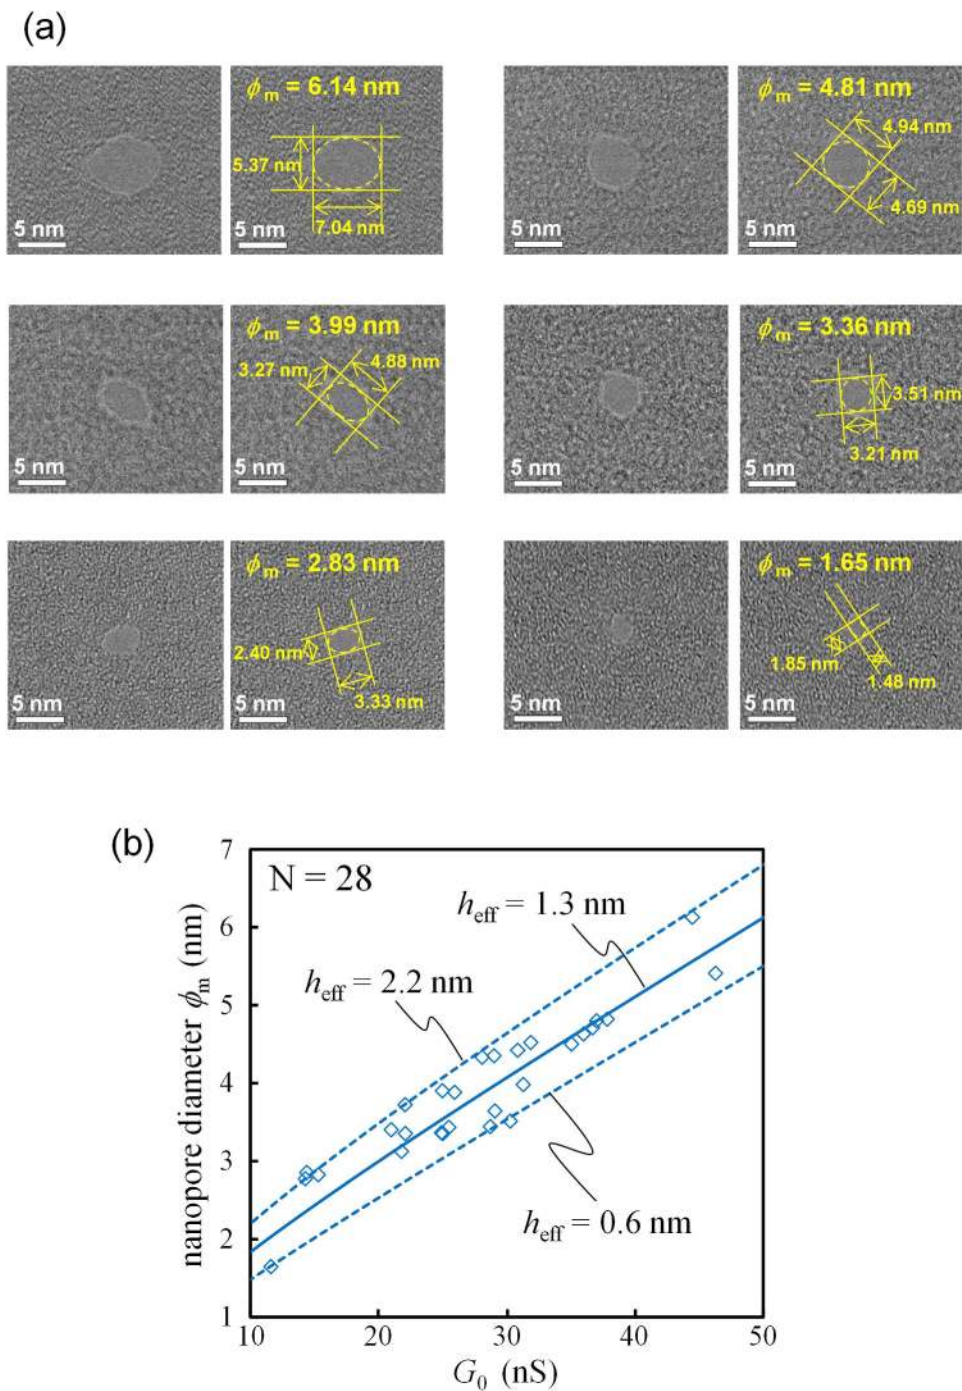 (a)
ϕm = 6.14 nm
5.37 nm
7.04 nm
5 nm
5 nm
ϕm = 4.81 nm
4.94 nm
4.69 nm
5 nm
5 nm
ϕm = 3.99 nm
3.27 nm
4.88 nm
5 nm
5 nm
ϕm = 3.36 nm
3.51 nm
3.21 nm
5 nm
5 nm
ϕm = 2.83 nm
2.40 nm
3.33 nm
5 nm
5 nm
ϕm = 1.65 nm
1.85 nm
1.48 nm
5 nm
5 nm
(b)
N = 28
heff = 1.3 nm
heff = 2.2 nm
heff = 0.6 nm
nanopore diameter ϕm (nm)
7
6
5
4
3
2
1
10 20 30 40 50
G0 (nS)